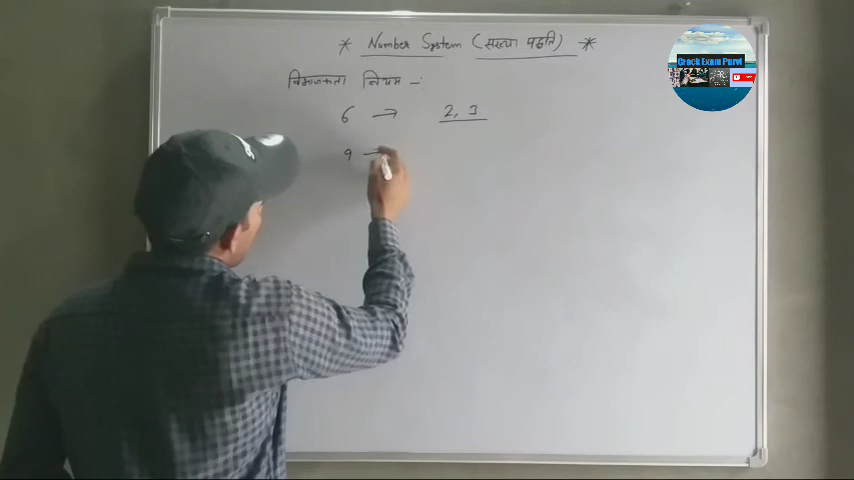 * Number System (संख्या पद्धति) *
विभाजकता नियम -:
6 → 2, 3
9 →
Crack Exam Purvi